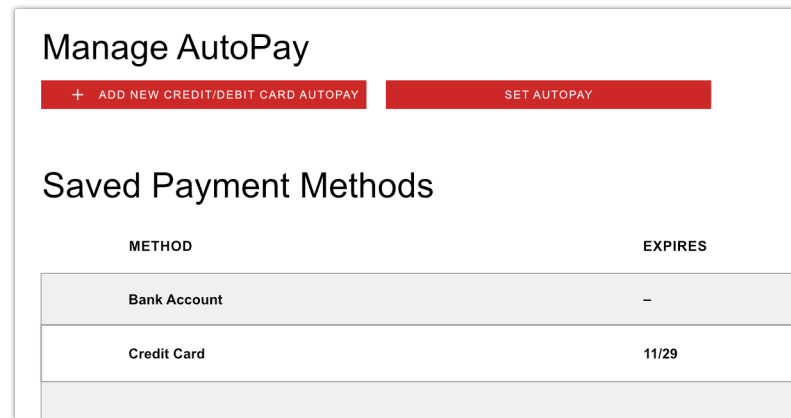 Manage AutoPay
+ ADD NEW CREDIT/DEBIT CARD AUTOPAY SET AUTOPAY
Saved Payment Methods
METHOD EXPIRES
Bank Account –
Credit Card 11/29